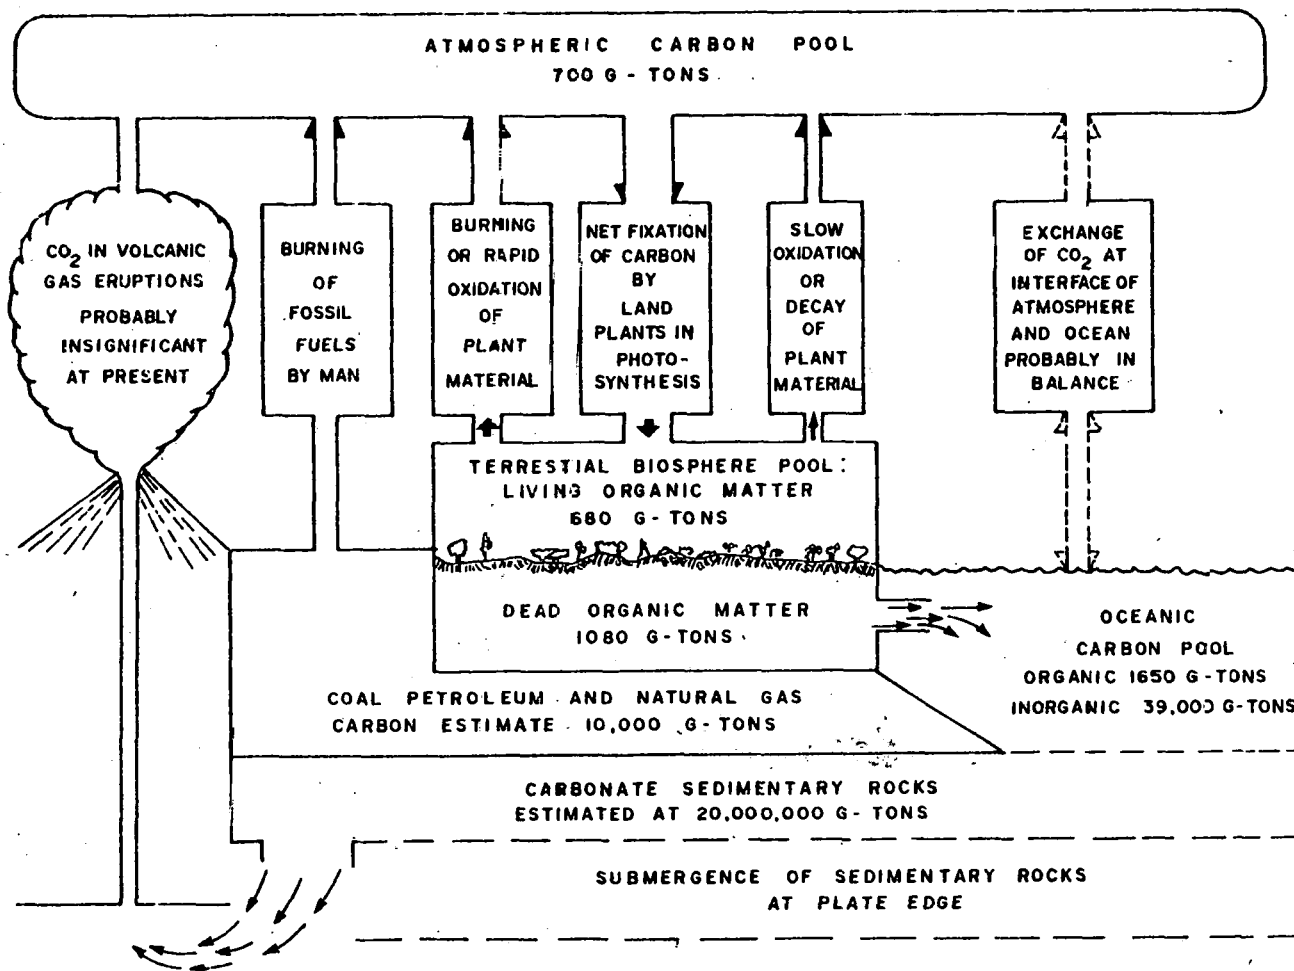 ATMOSPHERIC CARBON POOL
700 G-TONS
CO2 IN VOLCANIC
GAS ERUPTIONS
PROBABLY
INSIGNIFICANT
AT PRESENT
BURNING
OF
FOSSIL
FUELS
BY MAN
BURNING
OR RAPID
OXIDATION
OF
PLANT
MATERIAL
NET FIXATION
OF CARBON
BY
LAND
PLANTS IN
PHOTO-
SYNTHESIS
SLOW
OXIDATION
OR
DECAY
OF
PLANT
MATERIAL
EXCHANGE
OF CO2 AT
INTERFACE OF
ATMOSPHERE
AND OCEAN
PROBABLY IN
BALANCE
TERRESTIAL BIOSPHERE POOL:
LIVING ORGANIC MATTER
680 G-TONS
DEAD ORGANIC MATTER
1080 G-TONS
OCEANIC
CARBON POOL
ORGANIC 1650 G-TONS
INORGANIC 39,000 G-TONS
COAL PETROLEUM AND NATURAL GAS
CARBON ESTIMATE 10,000 G-TONS
CARBONATE SEDIMENTARY ROCKS
ESTIMATED AT 20,000,000 G-TONS
SUBMERGENCE OF SEDIMENTARY ROCKS
AT PLATE EDGE